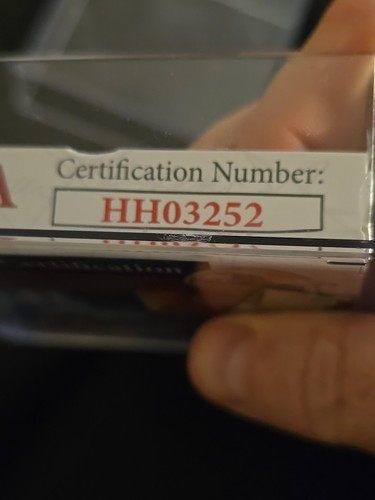 A
Certification Number:
HH03252